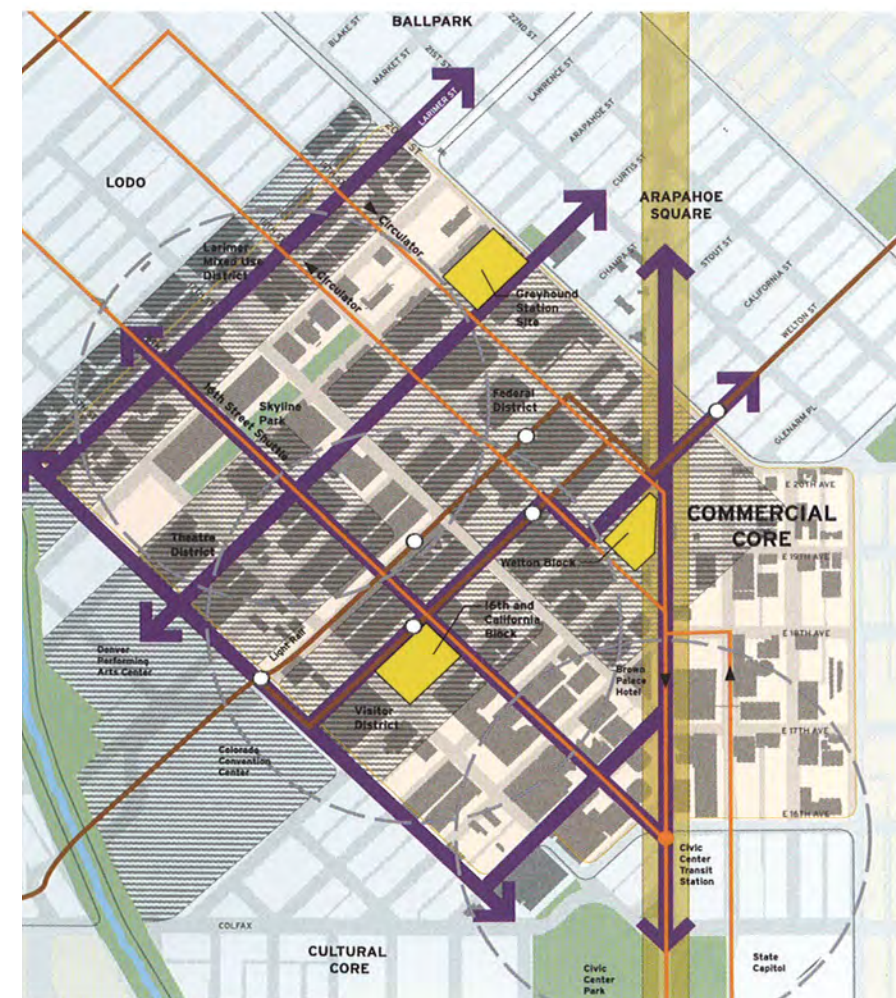 BALLPARK
BLAKE ST
22ND ST
MARKET ST
21ST ST
LARIMER ST
LAWRENCE ST
20TH ST
ARAPAHOE ST
CURTIS ST
LODO
ARAPAHOE
SQUARE
CHAMPA ST
STOUT ST
CALIFORNIA ST
WELTON ST
GLENARM PL
Larimer
Mixed Use
District
Circulator
Circulator
Greyhound
Station
Site
16th Street Shuttle
Skyline
Park
Federal
District
E 20TH AVE
COMMERCIAL
CORE
E 19TH AVE
Theatre
District
Welton Block
16th and
California
Block
E 18TH AVE
Light Rail
Denver
Performing
Arts Center
Brown
Palace
Hotel
Visitor
District
E 17TH AVE
Colorado
Convention
Center
E 16TH AVE
Civic
Center
Transit
Station
COLFAX
CULTURAL
CORE
Civic
Center
Park
State
Capitol